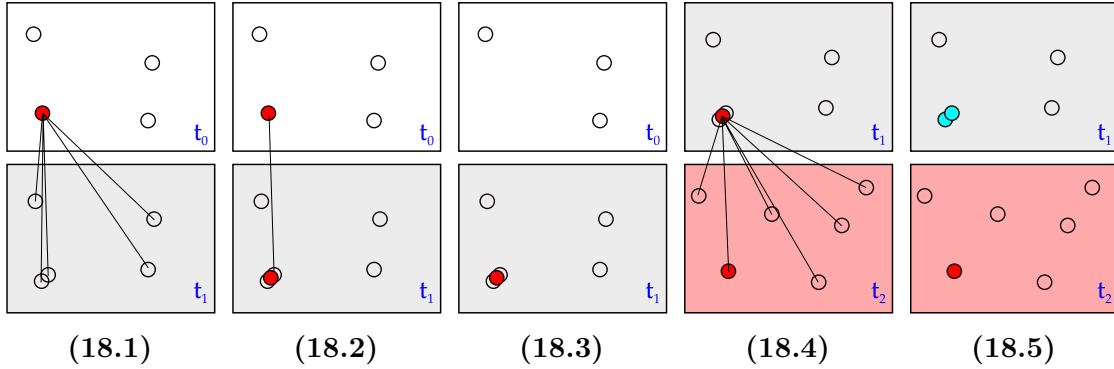 t₀ t₀ t₀ t₁ t₁
t₁ t₁ t₁ t₂ t₂
(18.1) (18.2) (18.3) (18.4) (18.5)